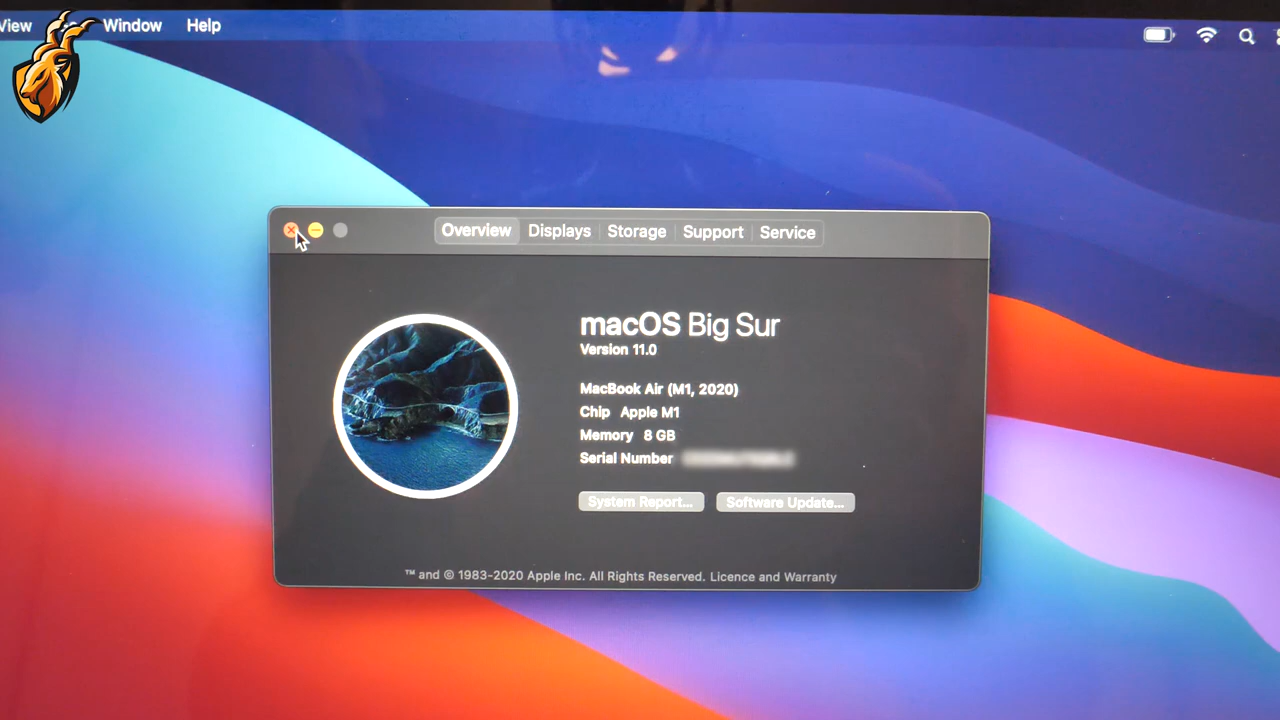 View Window Help
Overview Displays Storage Support Service
macOS Big Sur
Version 11.0
MacBook Air (M1, 2020)
Chip Apple M1
Memory 8 GB
Serial Number
System Report...
Software Update...
™ and © 1983-2020 Apple Inc. All Rights Reserved. Licence and Warranty